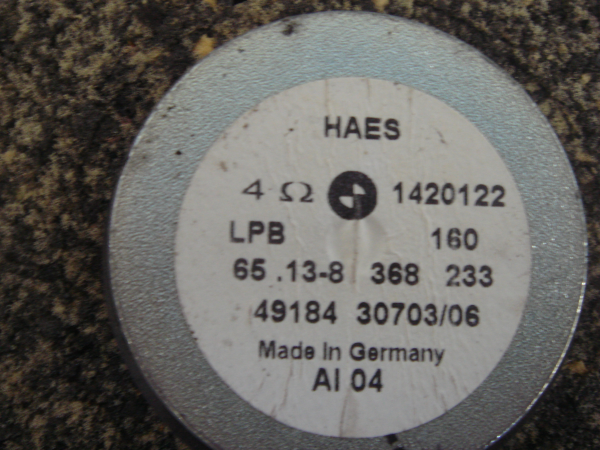 HAES
4 Ω 1420122
LPB 160
65.13-8 368 233
49184 30703/06
Made In Germany
AI 04